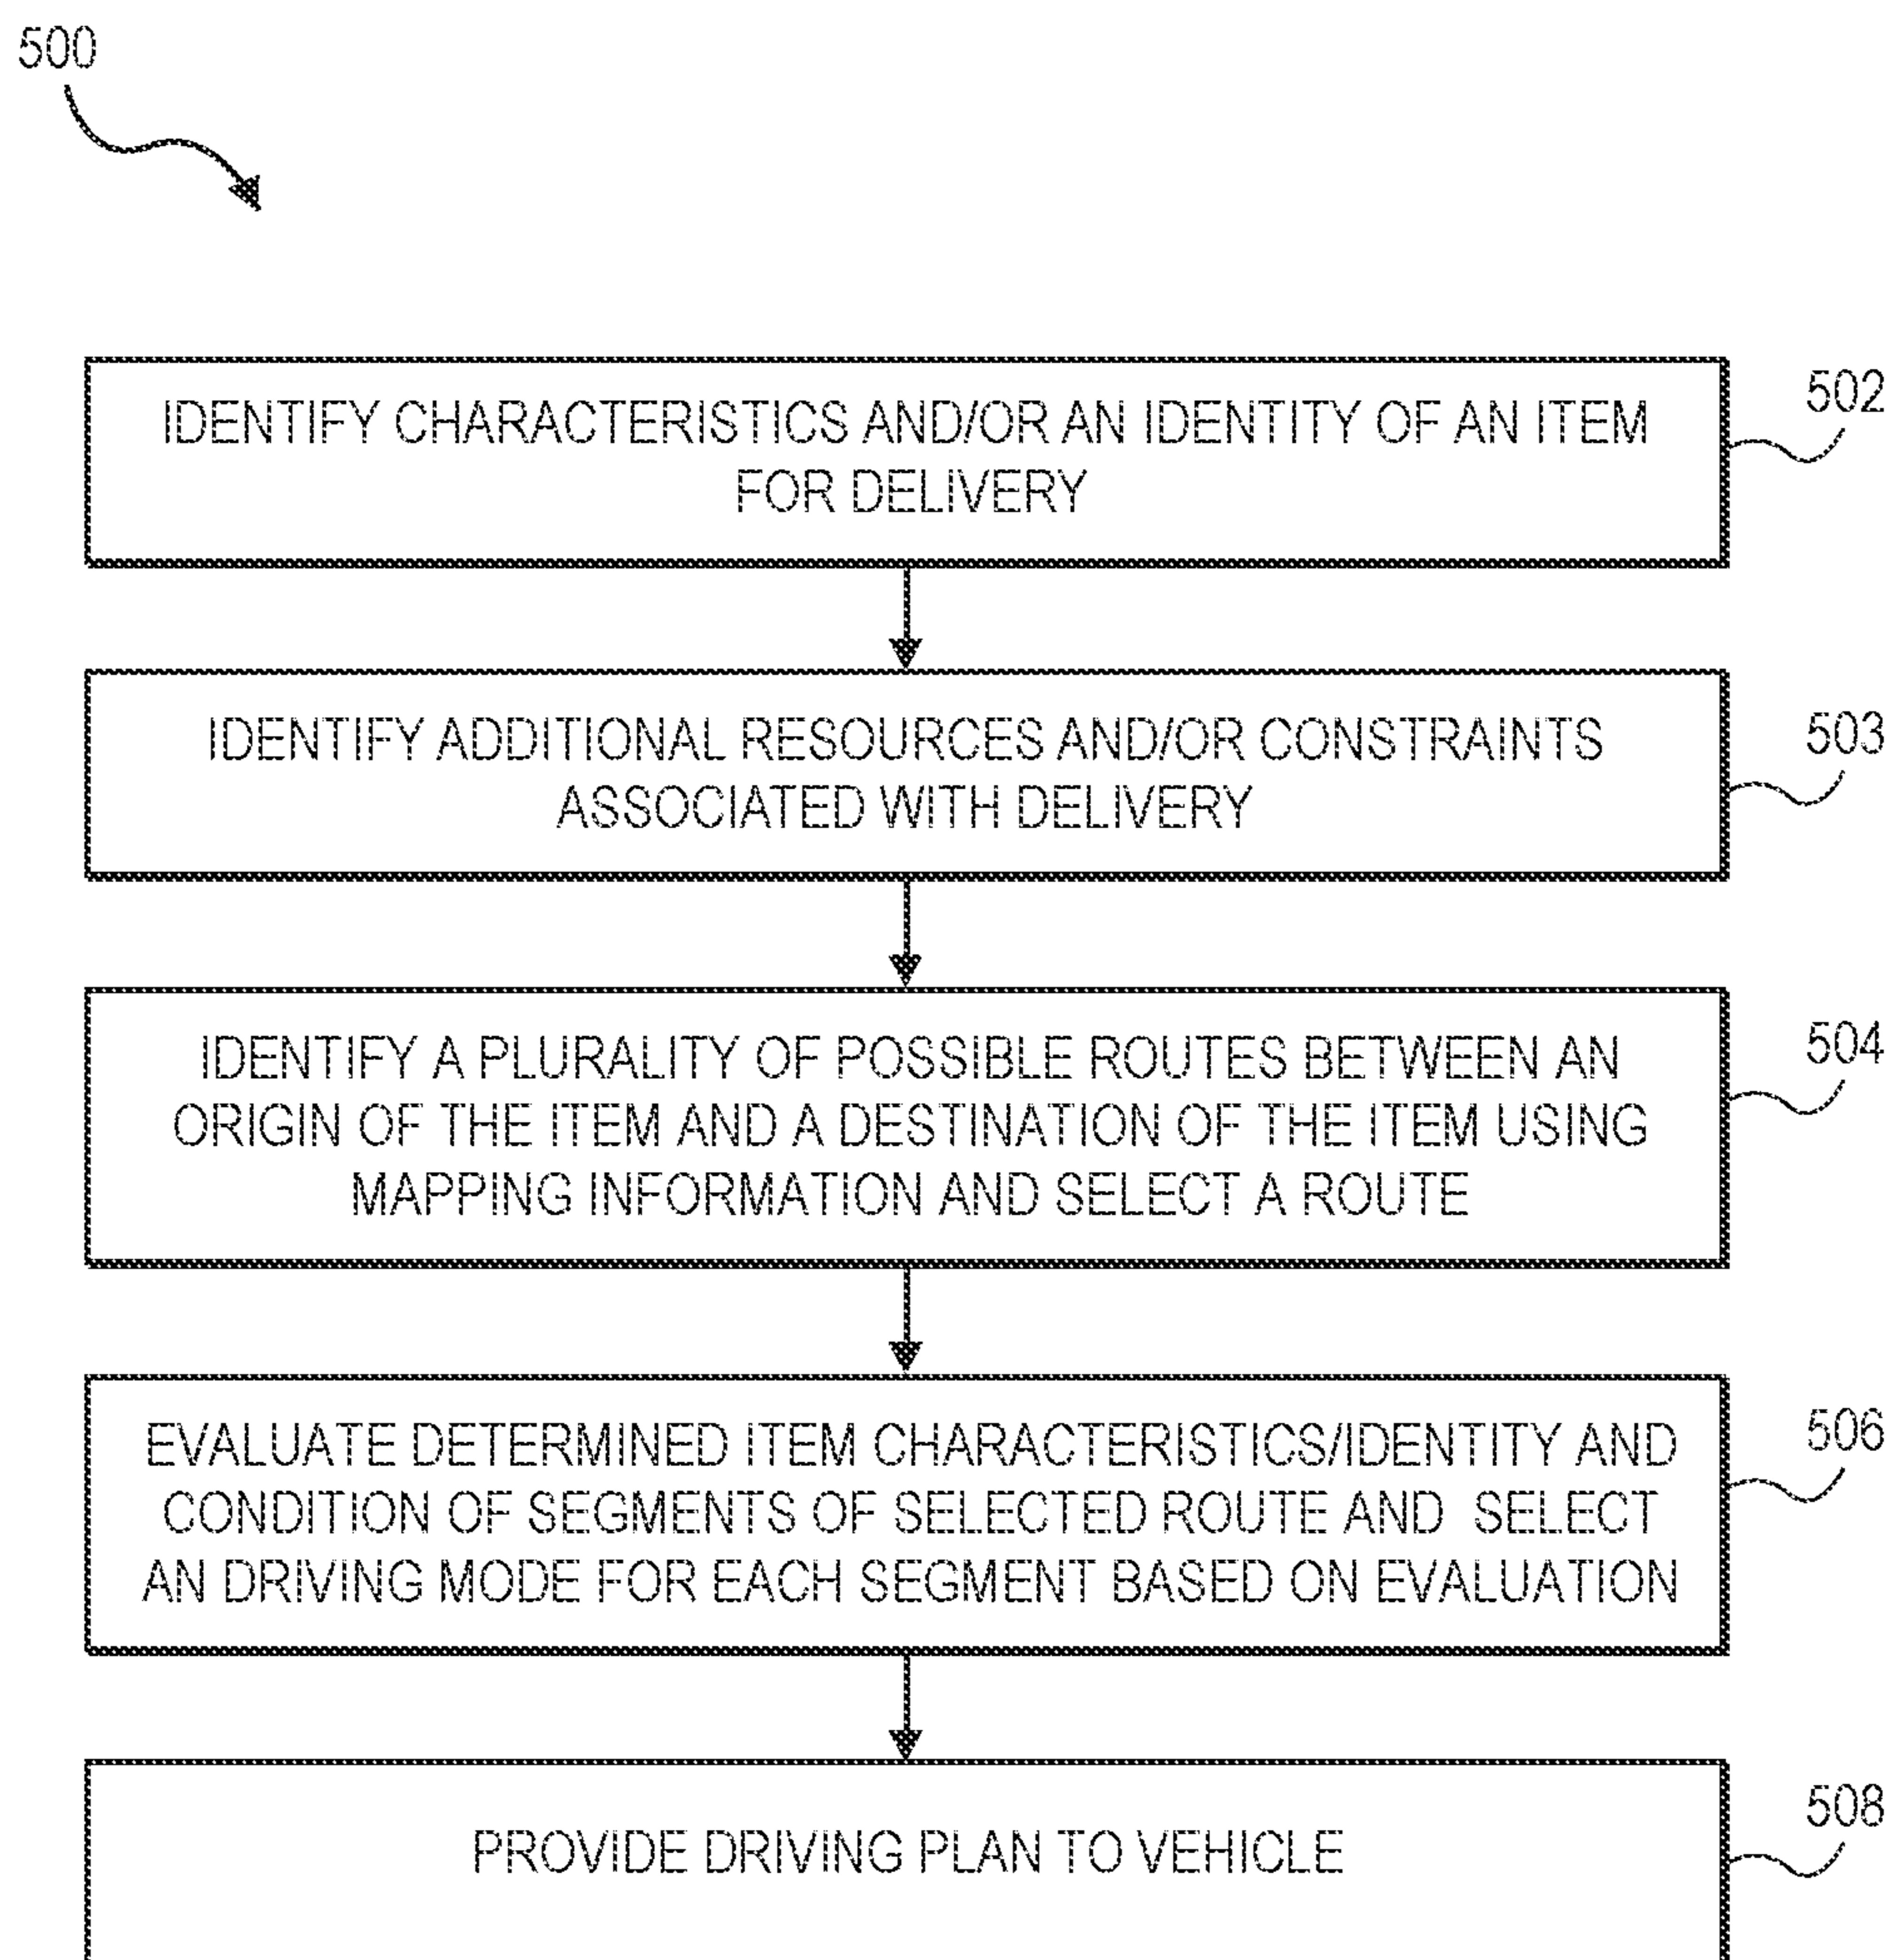 500
IDENTIFY CHARACTERISTICS AND/OR AN IDENTITY OF AN ITEM
FOR DELIVERY
502
IDENTIFY ADDITIONAL RESOURCES AND/OR CONSTRAINTS
ASSOCIATED WITH DELIVERY
503
IDENTIFY A PLURALITY OF POSSIBLE ROUTES BETWEEN AN
ORIGIN OF THE ITEM AND A DESTINATION OF THE ITEM USING
MAPPING INFORMATION AND SELECT A ROUTE
504
EVALUATE DETERMINED ITEM CHARACTERISTICS/IDENTITY AND
CONDITION OF SEGMENTS OF SELECTED ROUTE AND SELECT
AN DRIVING MODE FOR EACH SEGMENT BASED ON EVALUATION
506
PROVIDE DRIVING PLAN TO VEHICLE
508